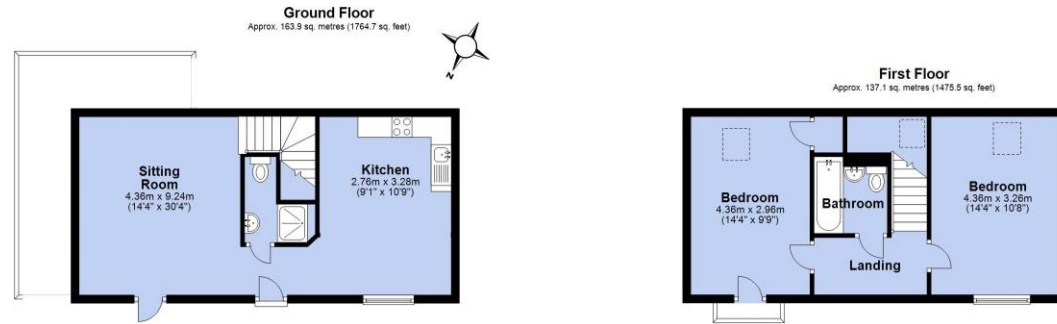 Ground Floor
Approx. 163.9 sq. metres (1764.7 sq. feet)
N
Sitting
Room
4.36m x 9.24m
(14'4" x 30'4")
Kitchen
2.76m x 3.28m
(9'1" x 10'9")
First Floor
Approx. 137.1 sq. metres (1475.5 sq. feet)
Bedroom
4.36m x 2.96m
(14'4" x 9'9")
Bathroom
Landing
Bedroom
4.36m x 3.26m
(14'4" x 10'8")